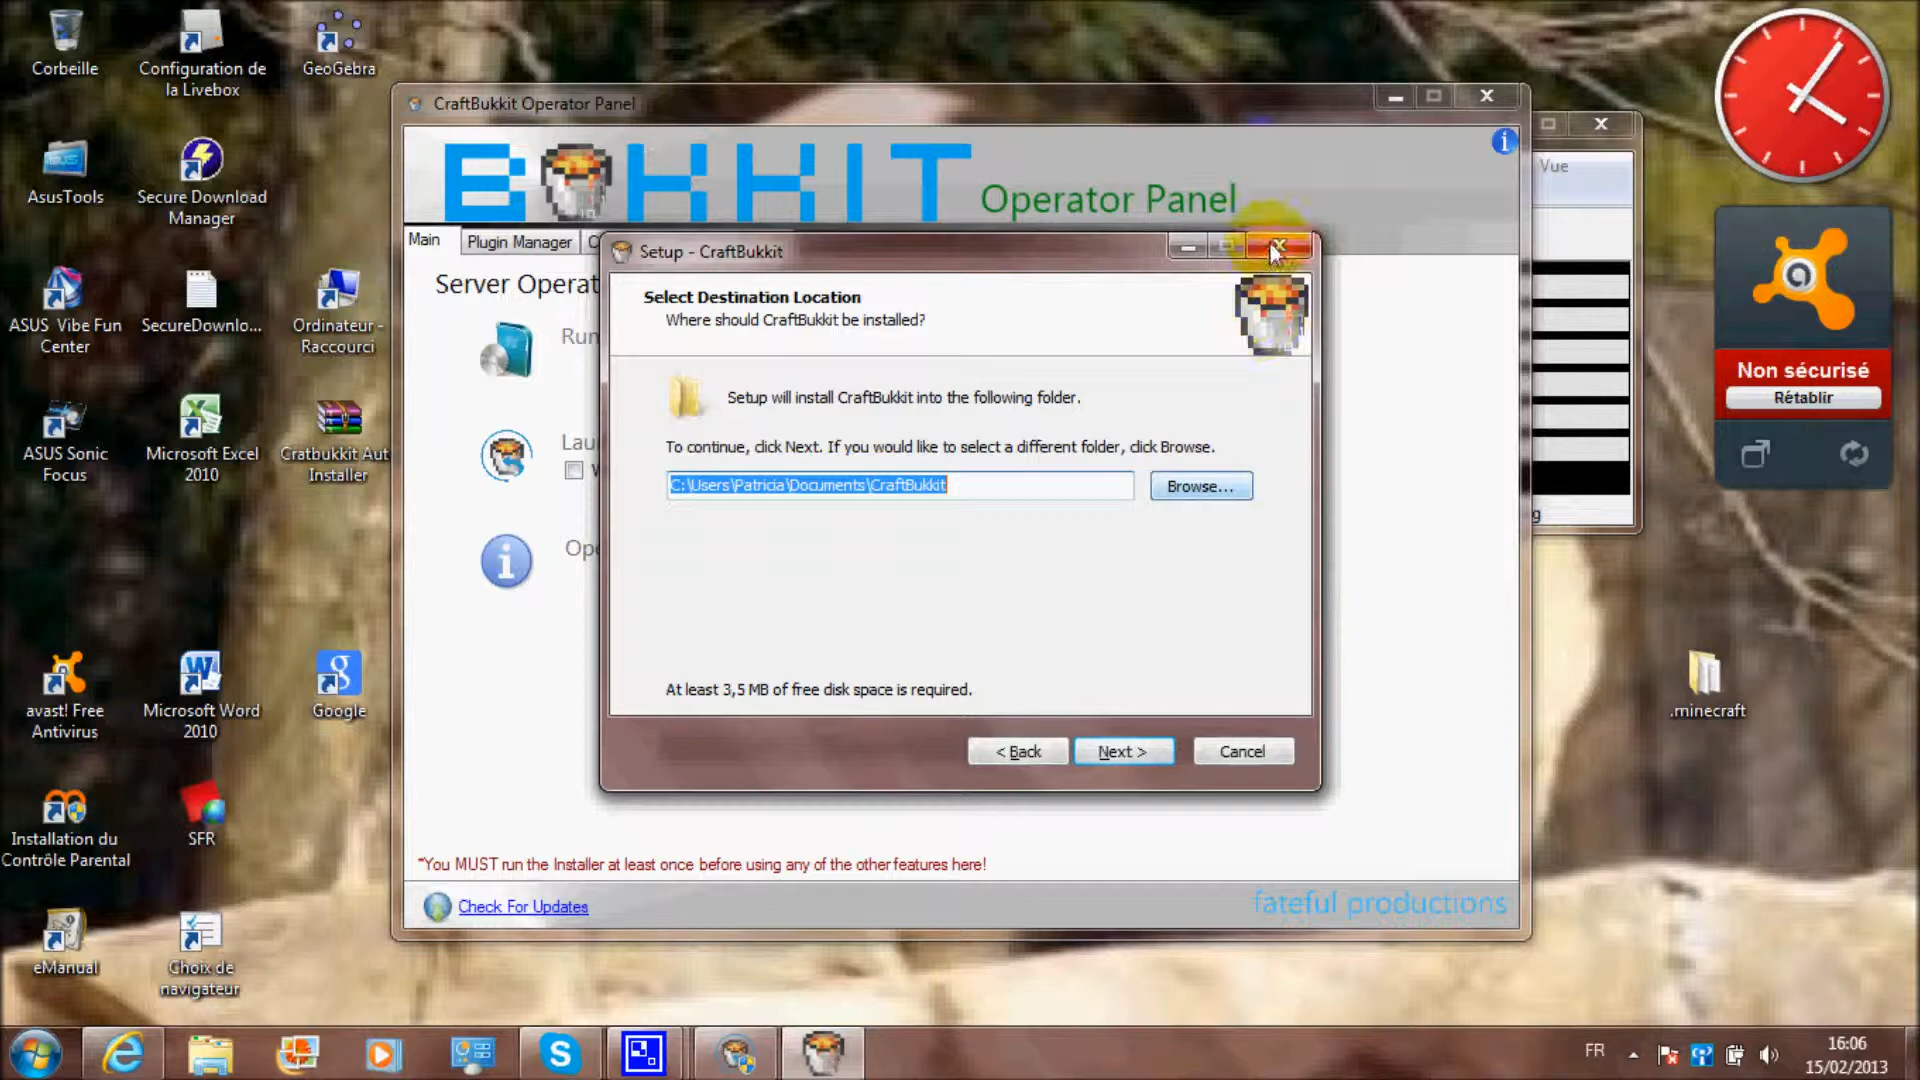 Corbeille
Configuration de
la Livebox
GeoGebra
AsusTools
Secure Download
Manager
ASUS Vibe Fun
Center
SecureDownlo...
Ordinateur -
Raccourci
ASUS Sonic
Focus
Microsoft Excel
2010
Cratbukkit Aut
Installer
avast! Free
Antivirus
Microsoft Word
2010
Google
Installation du
Contrôle Parental
SFR
eManual
Choix de
navigateur
CraftBukkit Operator Panel
BUKKIT Operator Panel
Main
Plugin Manager
Server Operat
Run
Lau
Ope
*You MUST run the Installer at least once before using any of the other features here!
Check For Updates
fateful productions
Setup - CraftBukkit
Select Destination Location
Where should CraftBukkit be installed?
Setup will install CraftBukkit into the following folder.
To continue, click Next. If you would like to select a different folder, click Browse.
C:\Users\Patricia\Documents\CraftBukkit
Browse...
At least 3,5 MB of free disk space is required.
< Back
Next >
Cancel
Vue
Non sécurisé
Rétablir
.minecraft
FR
16:06
15/02/2013